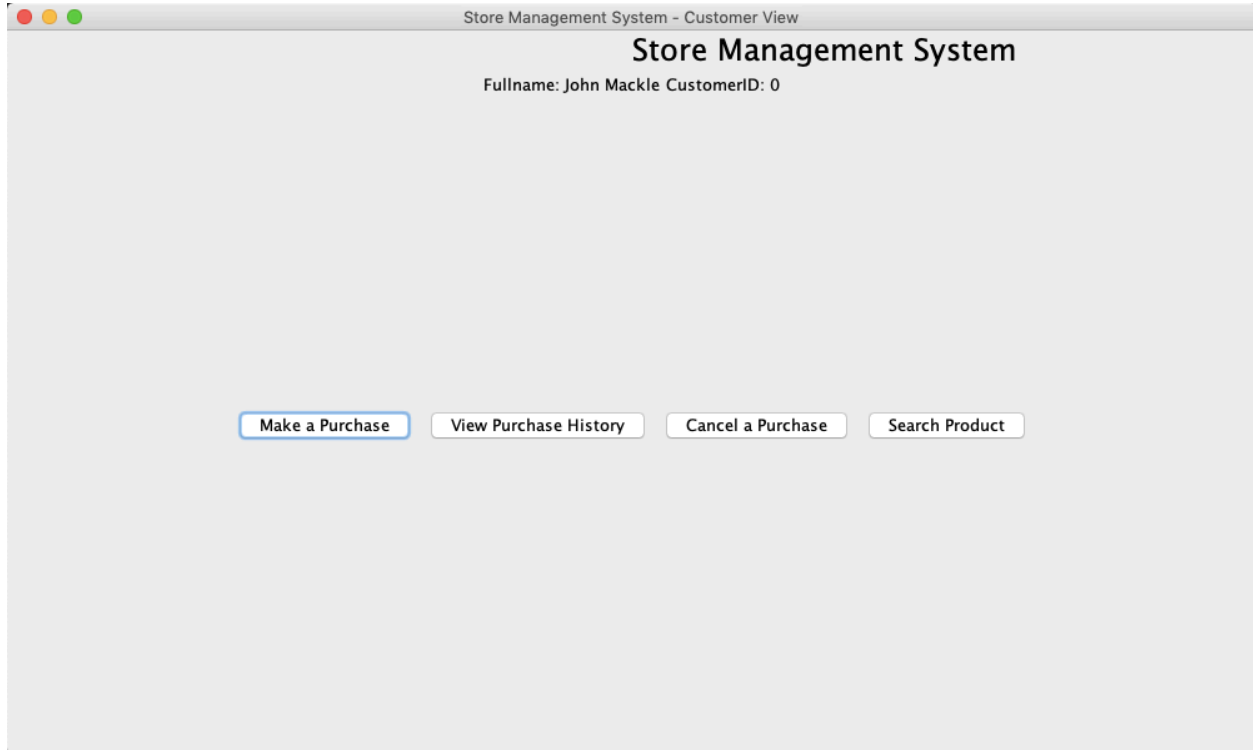 Store Management System - Customer View
Store Management System
Fullname: John Mackle CustomerID: 0
Make a Purchase View Purchase History Cancel a Purchase Search Product